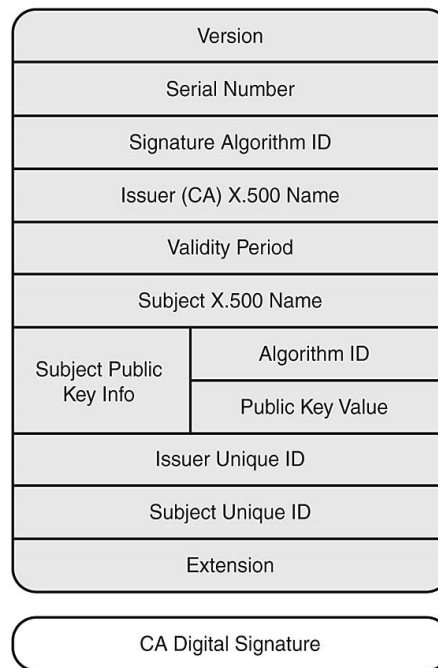 Version
Serial Number
Signature Algorithm ID
Issuer (CA) X.500 Name
Validity Period
Subject X.500 Name
Subject Public
Key Info
Algorithm ID
Public Key Value
Issuer Unique ID
Subject Unique ID
Extension
CA Digital Signature